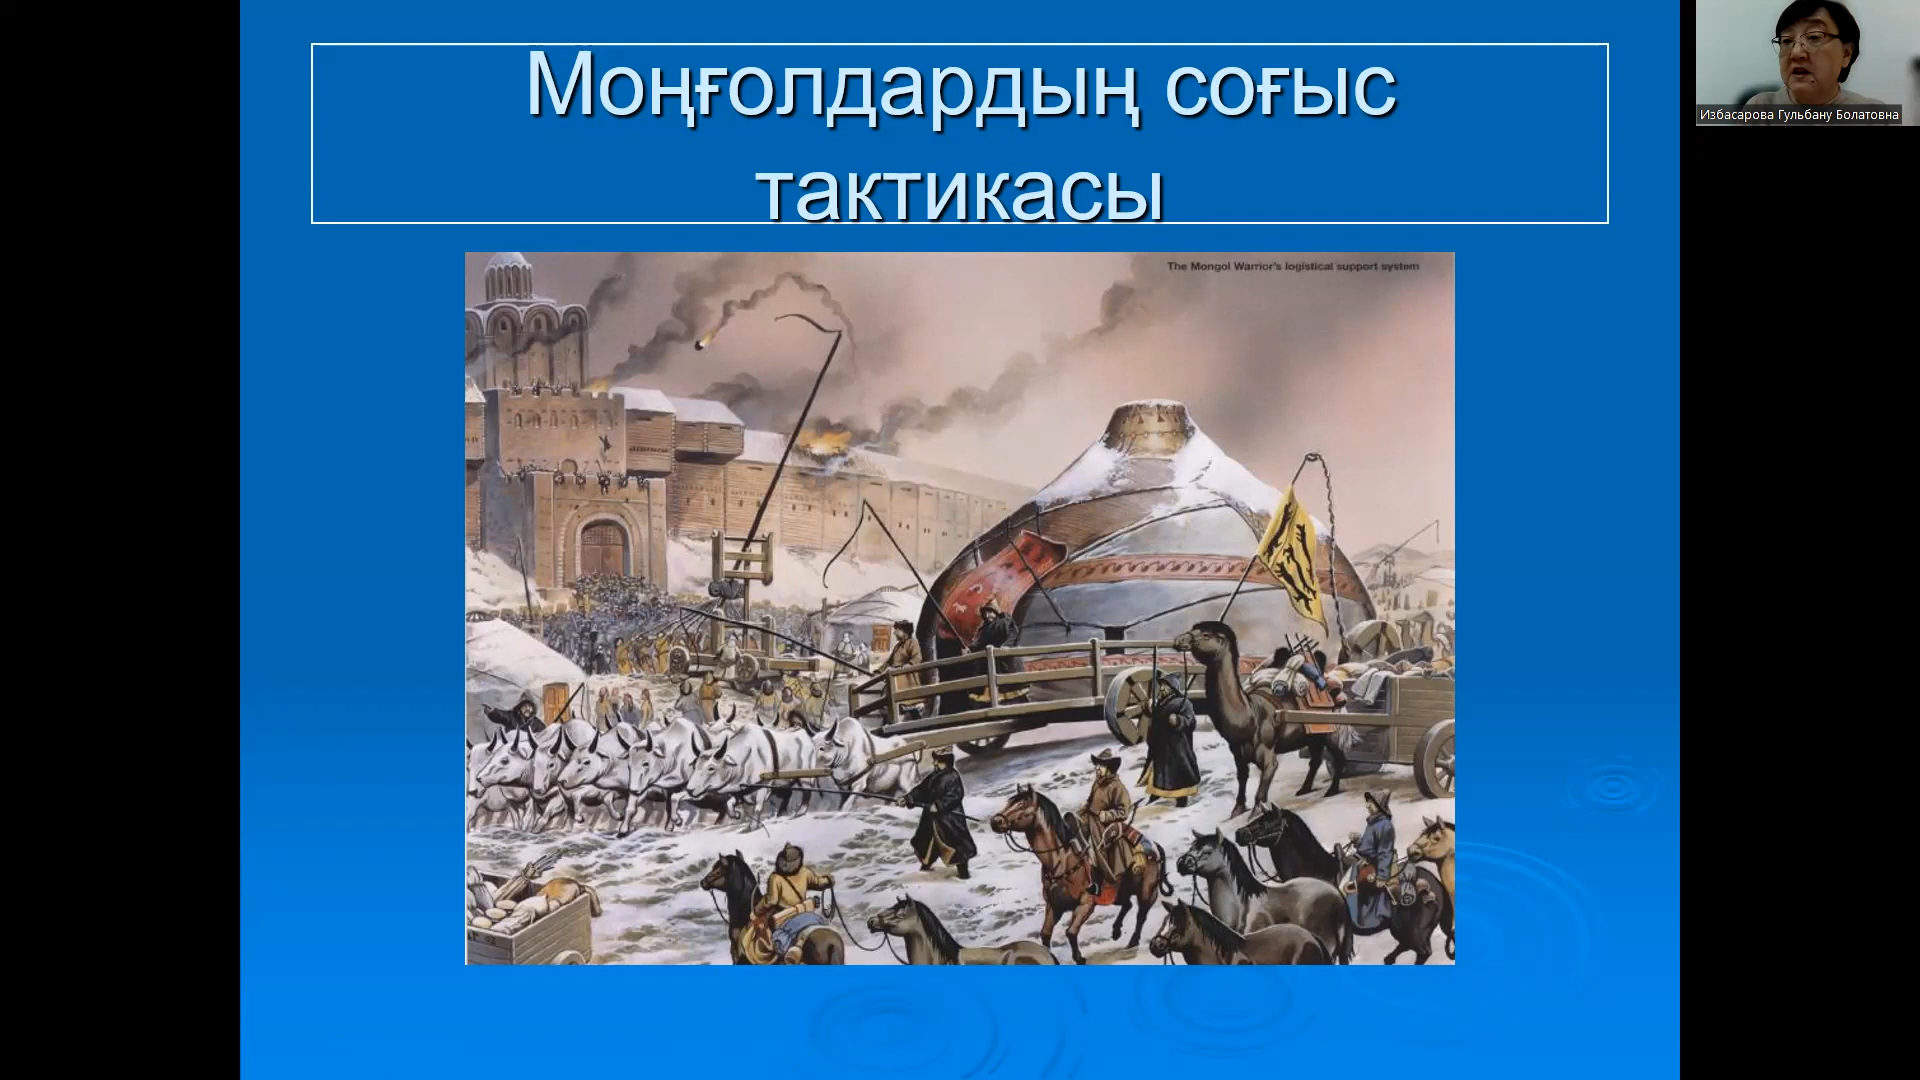 Моңғолдардың соғыс
тактикасы
The Mongol Warrior's logistical support system
Избасарова Гульбану Болатовна